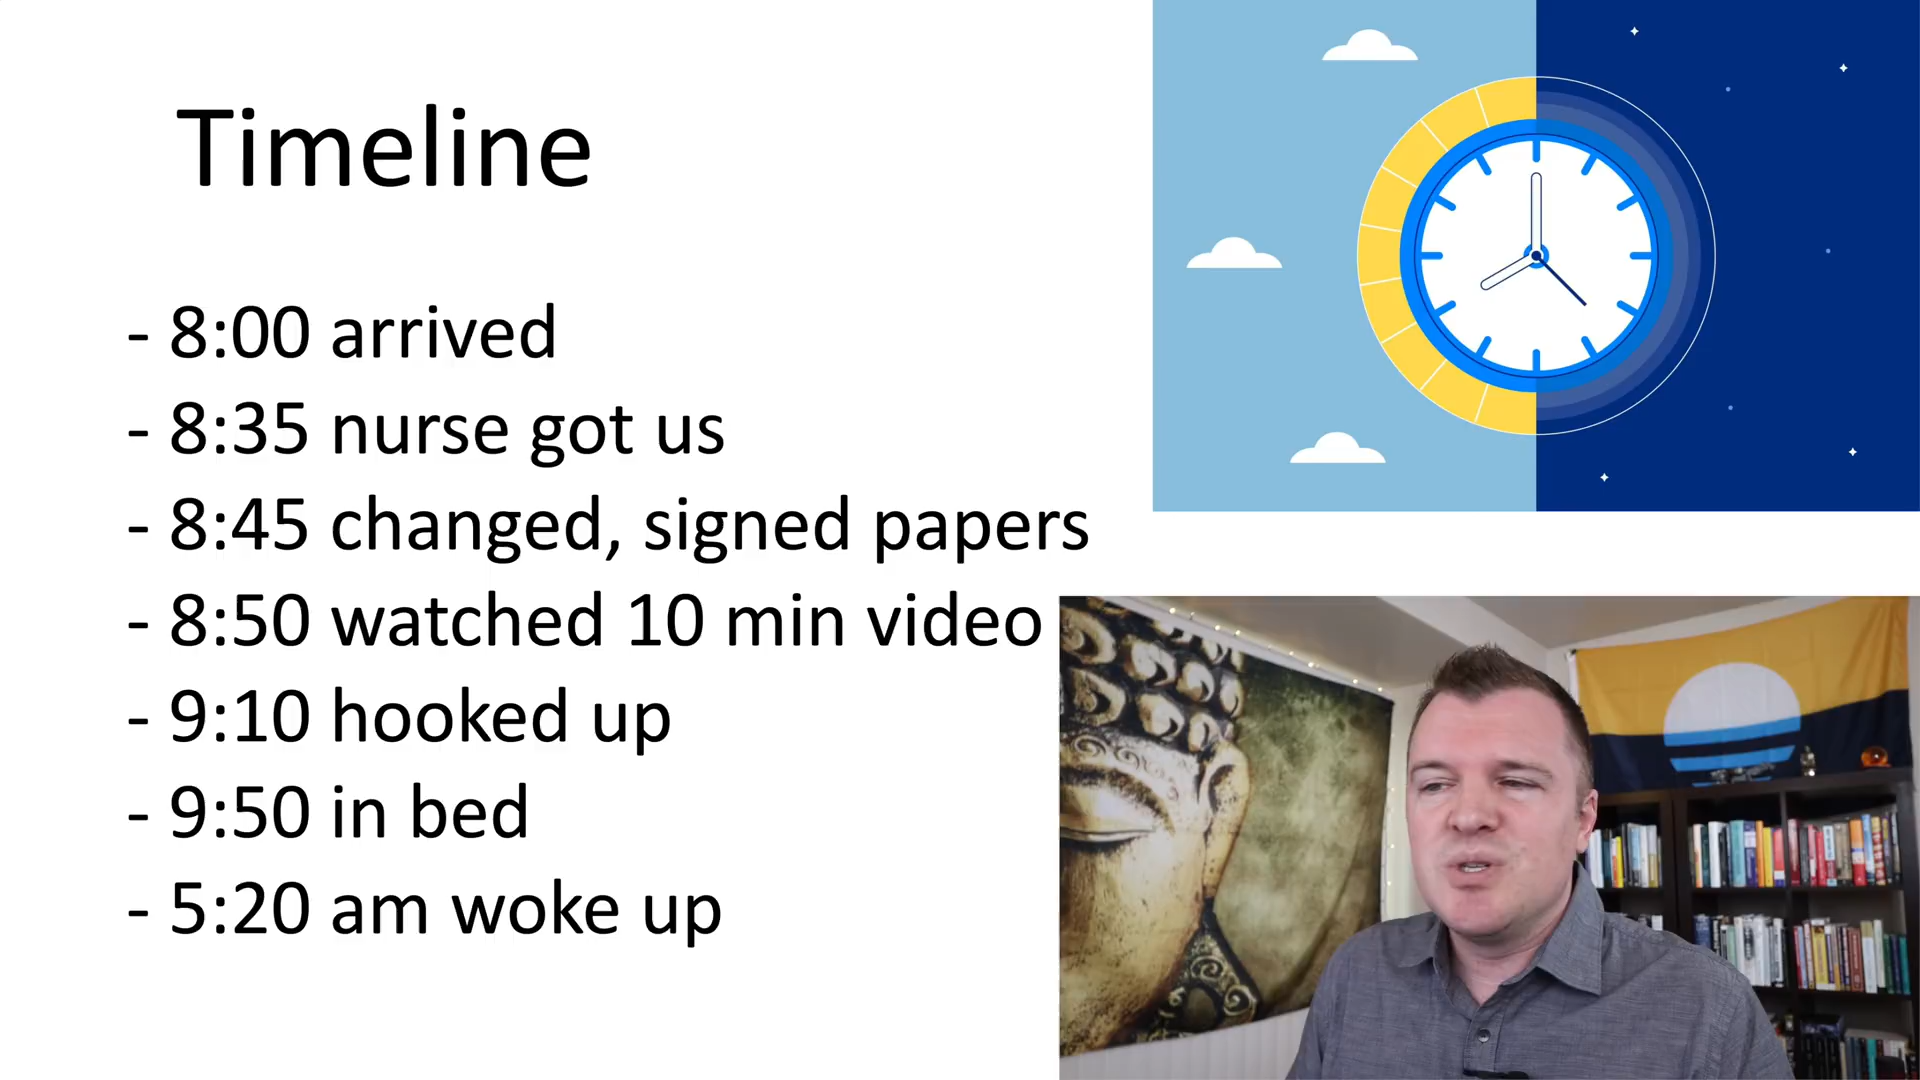 Timeline
- 8:00 arrived
- 8:35 nurse got us
- 8:45 changed, signed papers
- 8:50 watched 10 min video
- 9:10 hooked up
- 9:50 in bed
- 5:20 am woke up